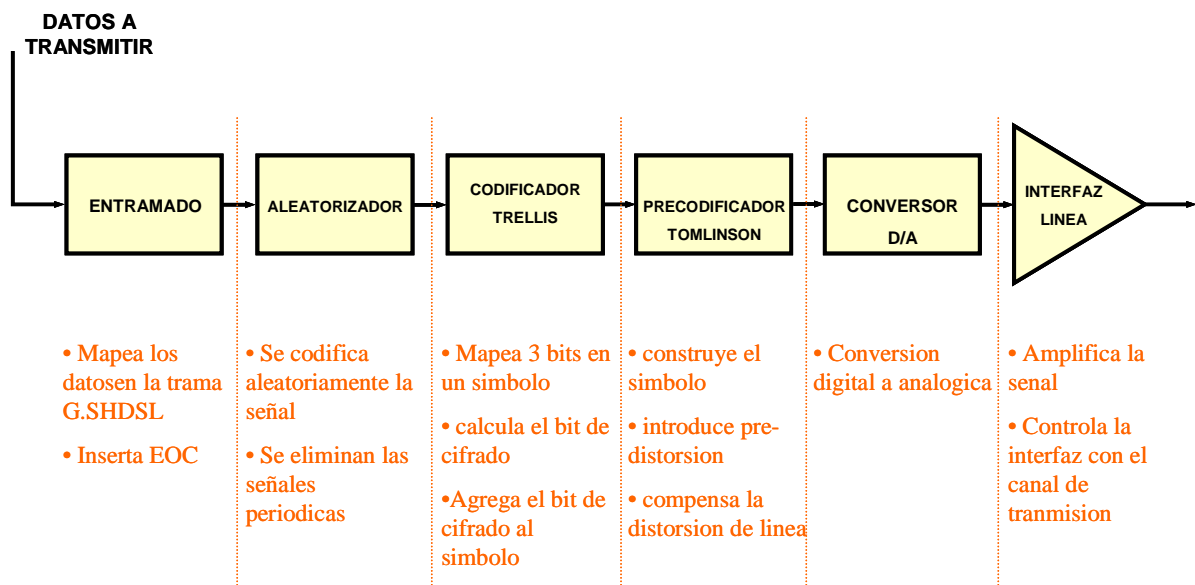 DATOS A
TRANSMITIR
ENTRAMADO
ALEATORIZADOR
CODIFICADOR
TRELLIS
PRECODIFICADOR
TOMLINSON
CONVERSOR
D/A
INTERFAZ
LINEA
• Mapea los
datosen la trama
G.SHDSL
• Inserta EOC
• Se codifica
aleatoriamente la
señal
• Se eliminan las
señales
periodicas
• Mapea 3 bits en
un simbolo
• calcula el bit de
cifrado
•Agrega el bit de
cifrado al
simbolo
• construye el
simbolo
• introduce pre-
distorsion
• compensa la
distorsion de linea
• Conversion
digital a analogica
• Amplifica la
senal
• Controla la
interfaz con el
canal de
tranmision